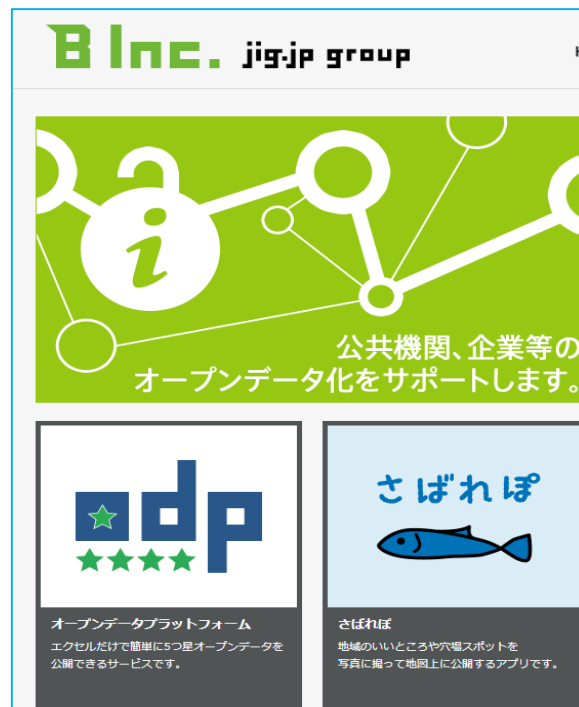 B Inc. jig.jp group
i
公共機関、企業等の
オープンデータ化をサポートします。
odp
さばれぽ
オープンデータプラットフォーム
エクセルだけで簡単に5つ星オープンデータを
公開できるサービスです。
さばれぽ
地域のいいところや穴場スポットを
写真に撮って地図上に公開するアプリです。